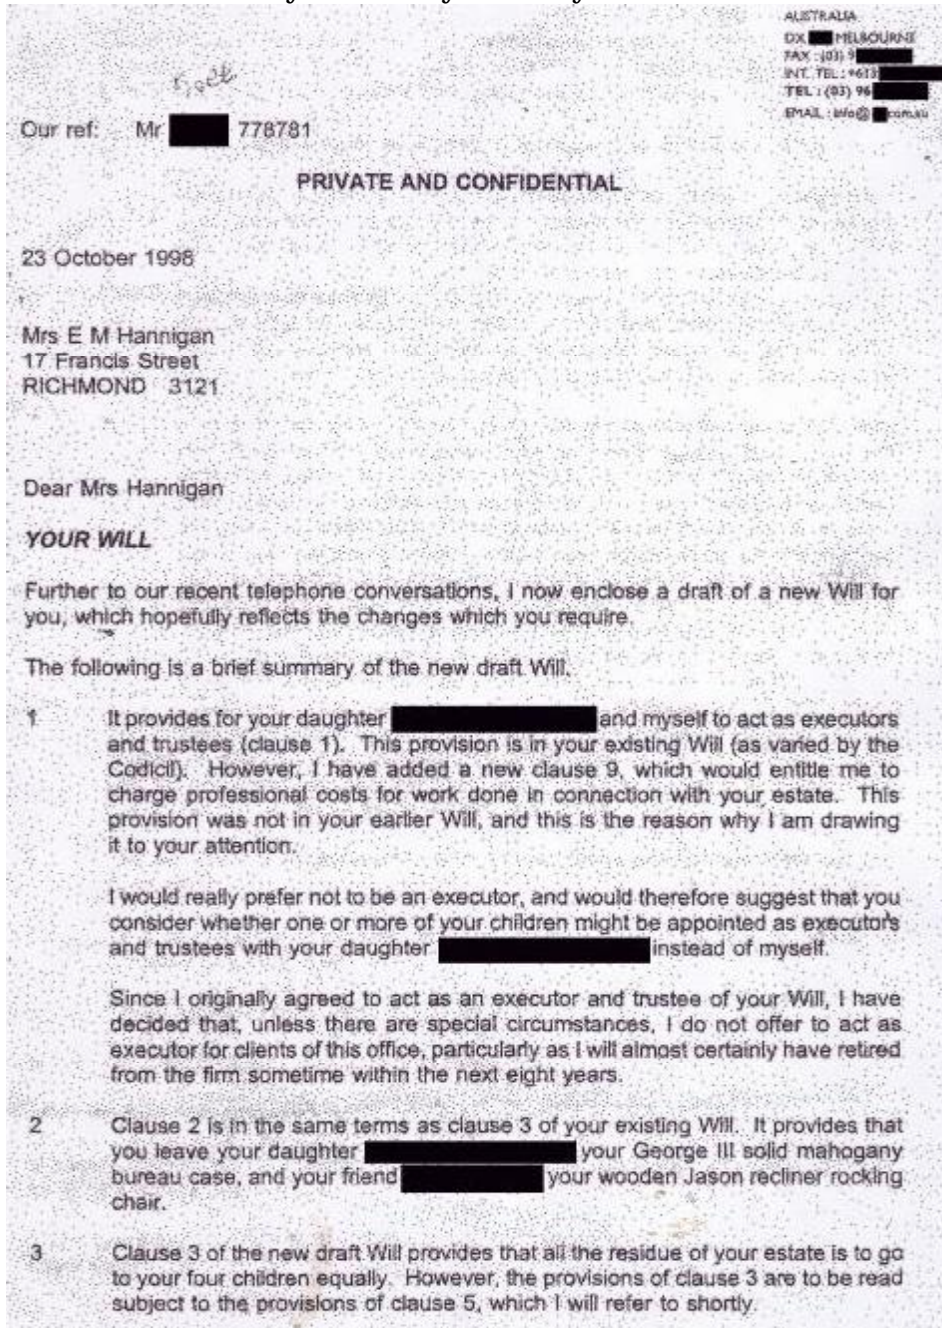 AUSTRALIA
DX MELBOURNE
FAX : (03) 9
INT. TEL : +613
TEL : (03) 96
EMAIL : info@ com.au
Our ref: Mr 778781
PRIVATE AND CONFIDENTIAL
23 October 1998
Mrs E M Hannigan
17 Francis Street
RICHMOND 3121
Dear Mrs Hannigan
YOUR WILL
Further to our recent telephone conversations, I now enclose a draft of a new Will for
you, which hopefully reflects the changes which you require.
The following is a brief summary of the new draft Will.
1 It provides for your daughter and myself to act as executors
and trustees (clause 1). This provision is in your existing Will (as varied by the
Codicil). However, I have added a new clause 9, which would entitle me to
charge professional costs for work done in connection with your estate. This
provision was not in your earlier Will, and this is the reason why I am drawing
it to your attention.
I would really prefer not to be an executor, and would therefore suggest that you
consider whether one or more of your children might be appointed as executors
and trustees with your daughter instead of myself.
Since I originally agreed to act as an executor and trustee of your Will, I have
decided that, unless there are special circumstances, I do not offer to act as
executor for clients of this office, particularly as I will almost certainly have retired
from the firm sometime within the next eight years.
2 Clause 2 is in the same terms as clause 3 of your existing Will. It provides that
you leave your daughter your George III solid mahogany
bureau case, and your friend your wooden Jason recliner rocking
chair.
3 Clause 3 of the new draft Will provides that all the residue of your estate is to go
to your four children equally. However, the provisions of clause 3 are to be read
subject to the provisions of clause 5, which I will refer to shortly.